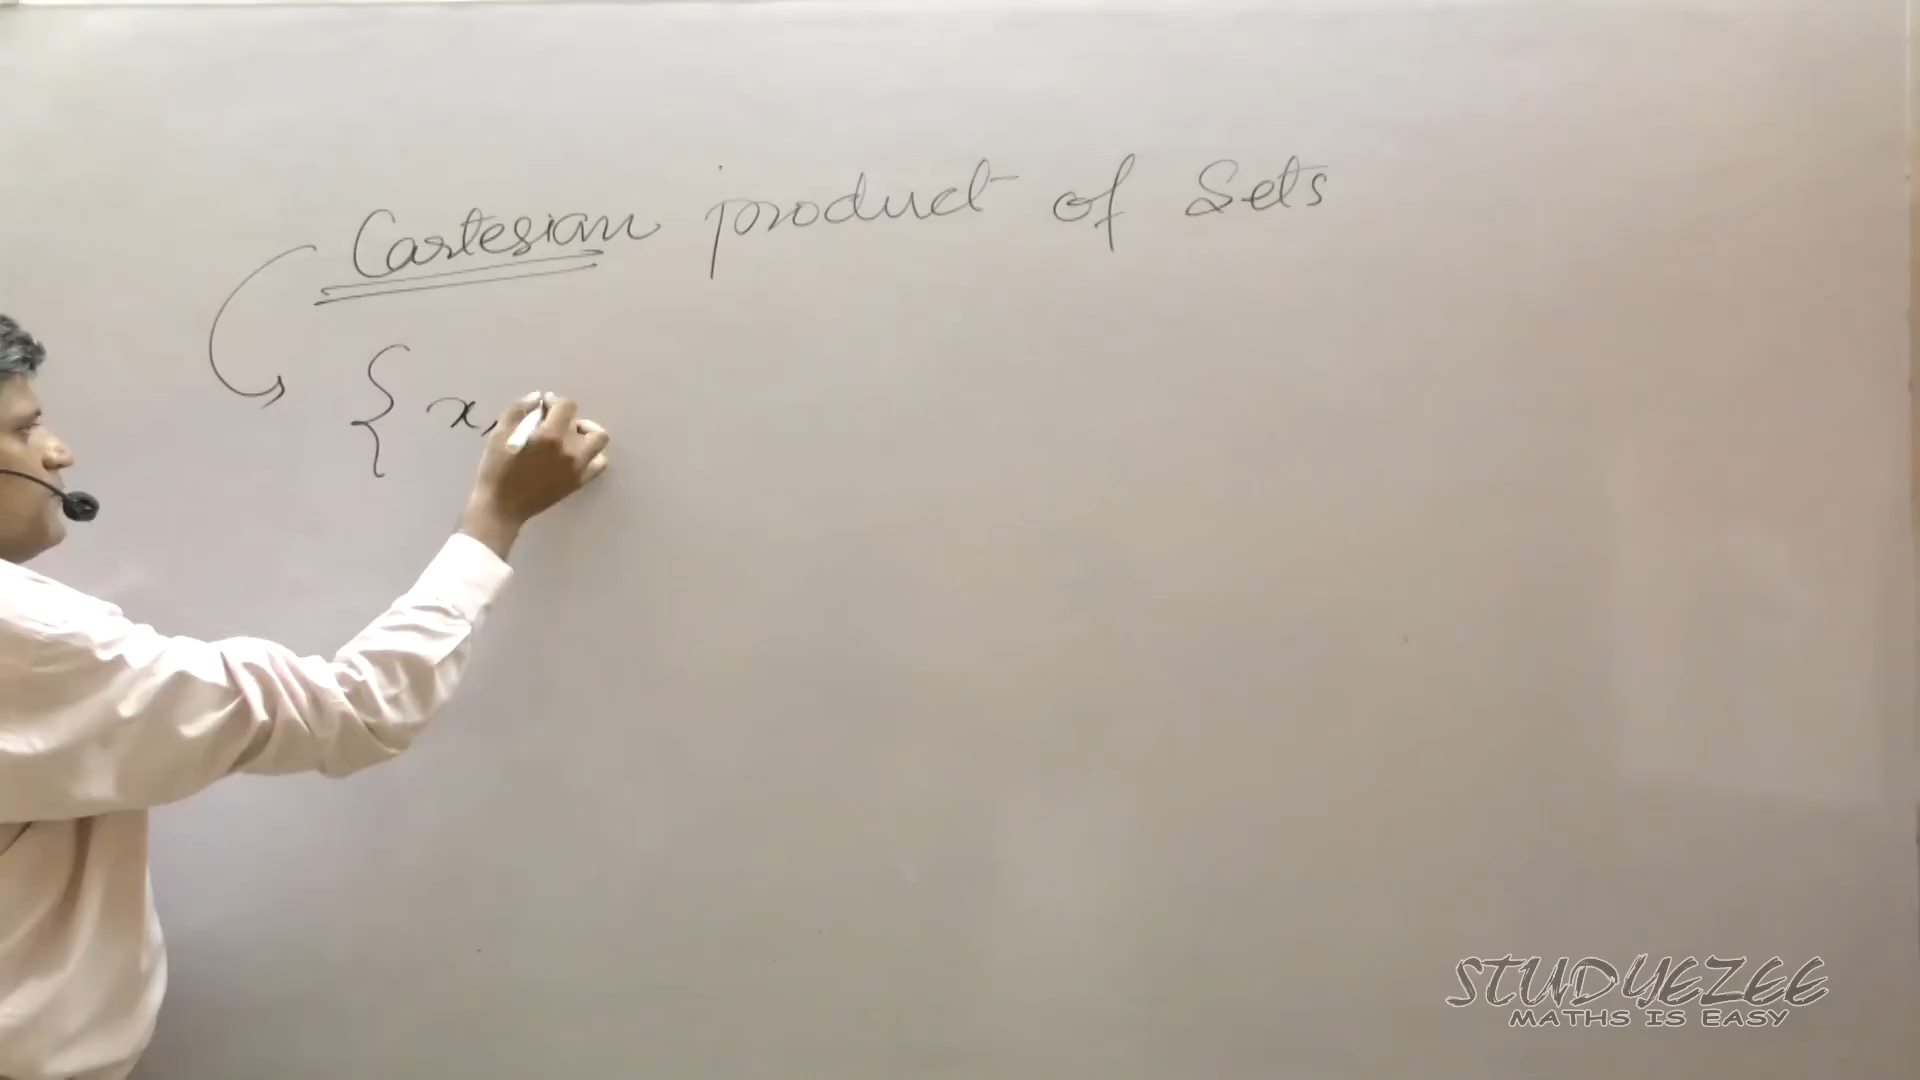 Cartesian product of Sets
{ x,
STUDYEZEE
MATHS IS EASY